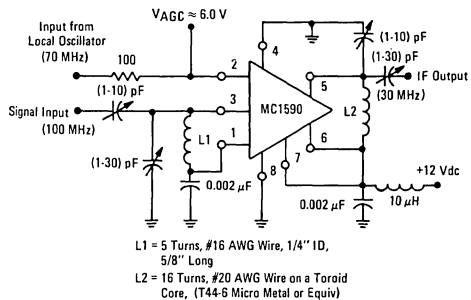 Input from
Local Oscillator
(70 MHz)
VAGC ≈ 6.0 V
100
(1-10) pF
Signal Input
(100 MHz)
(1-30) pF
L1
0.002 µF
2
3
1
4
MC1590
5
6
7
8
(1-10) pF
(1-30) pF
IF Output
(30 MHz)
L2
+12 Vdc
0.002 µF
10 µH
L1 = 5 Turns, #16 AWG Wire, 1/4" ID,
5/8" Long
L2 = 16 Turns, #20 AWG Wire on a Toroid
Core, (T44-6 Micro Metal or Equiv)